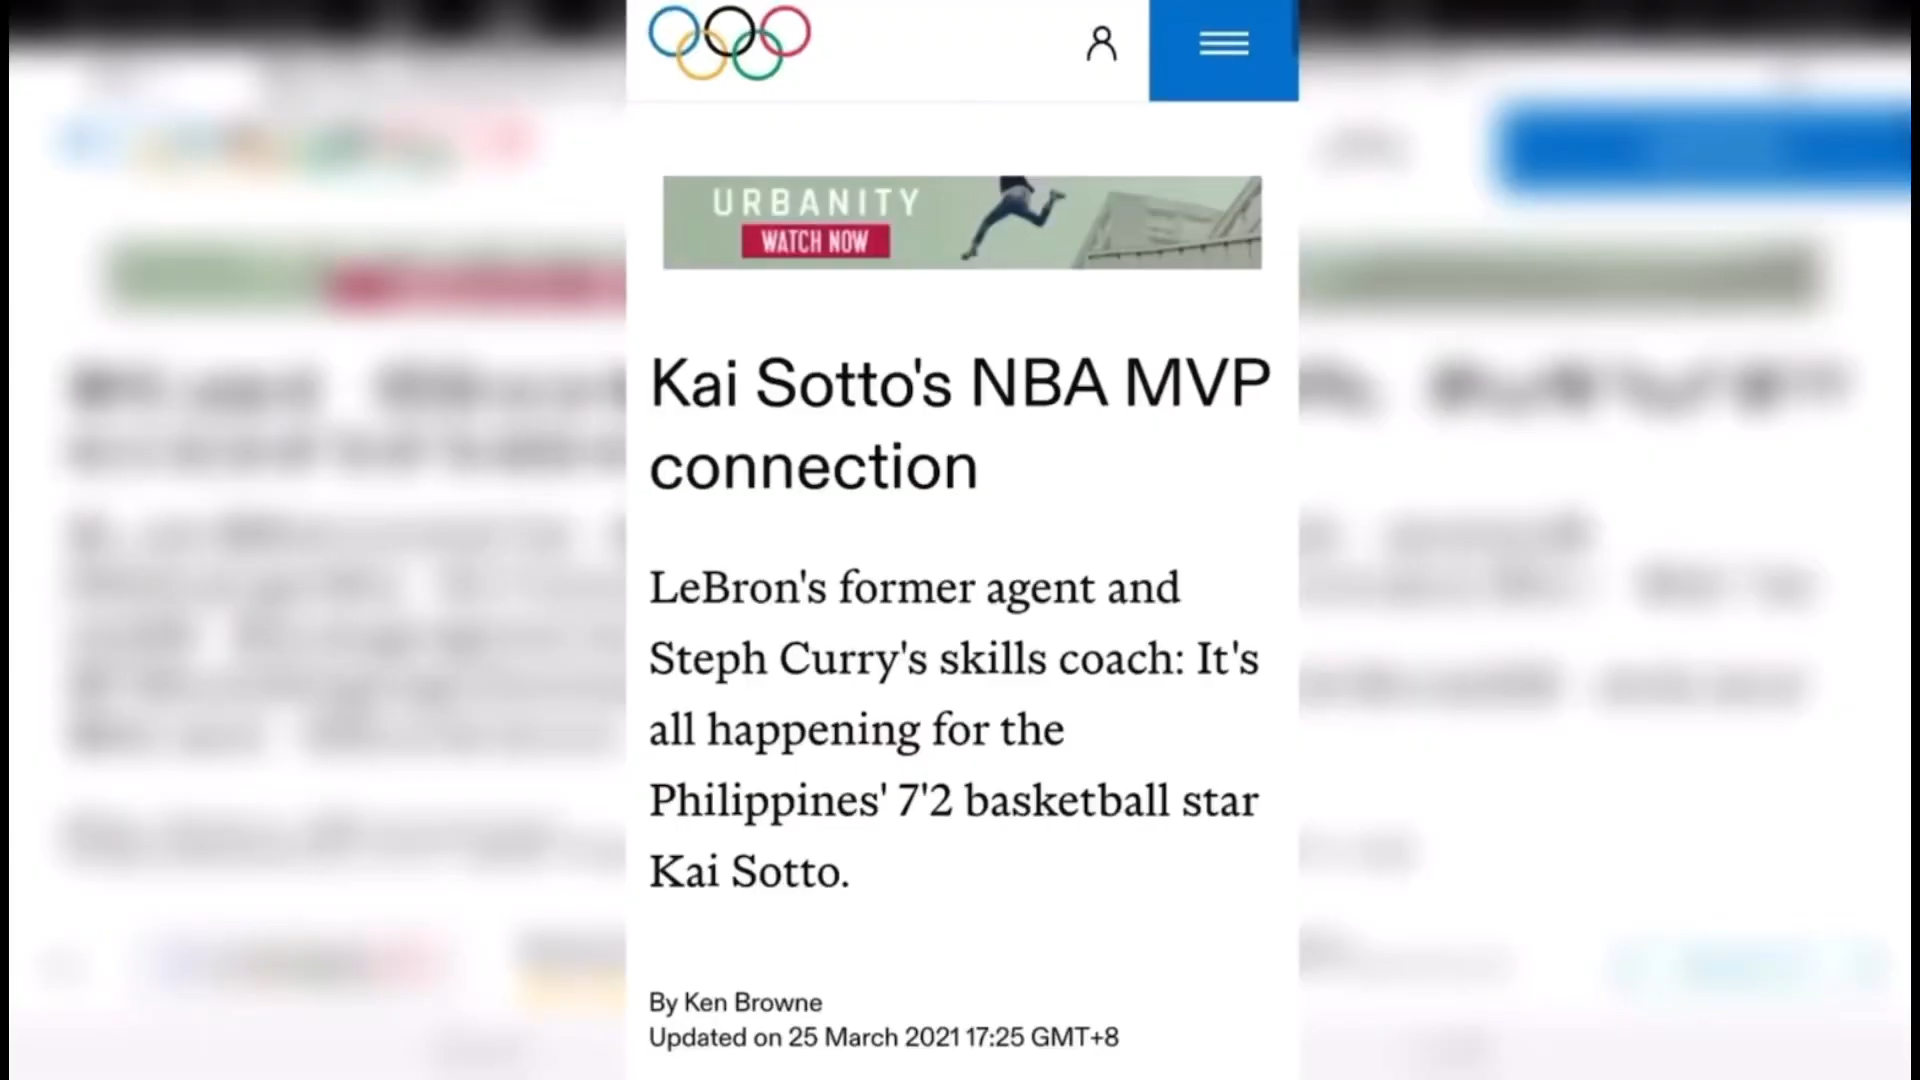 URBANITY
WATCH NOW
Kai Sotto's NBA MVP
connection
LeBron's former agent and
Steph Curry's skills coach: It's
all happening for the
Philippines' 7'2 basketball star
Kai Sotto.
By Ken Browne
Updated on 25 March 2021 17:25 GMT+8